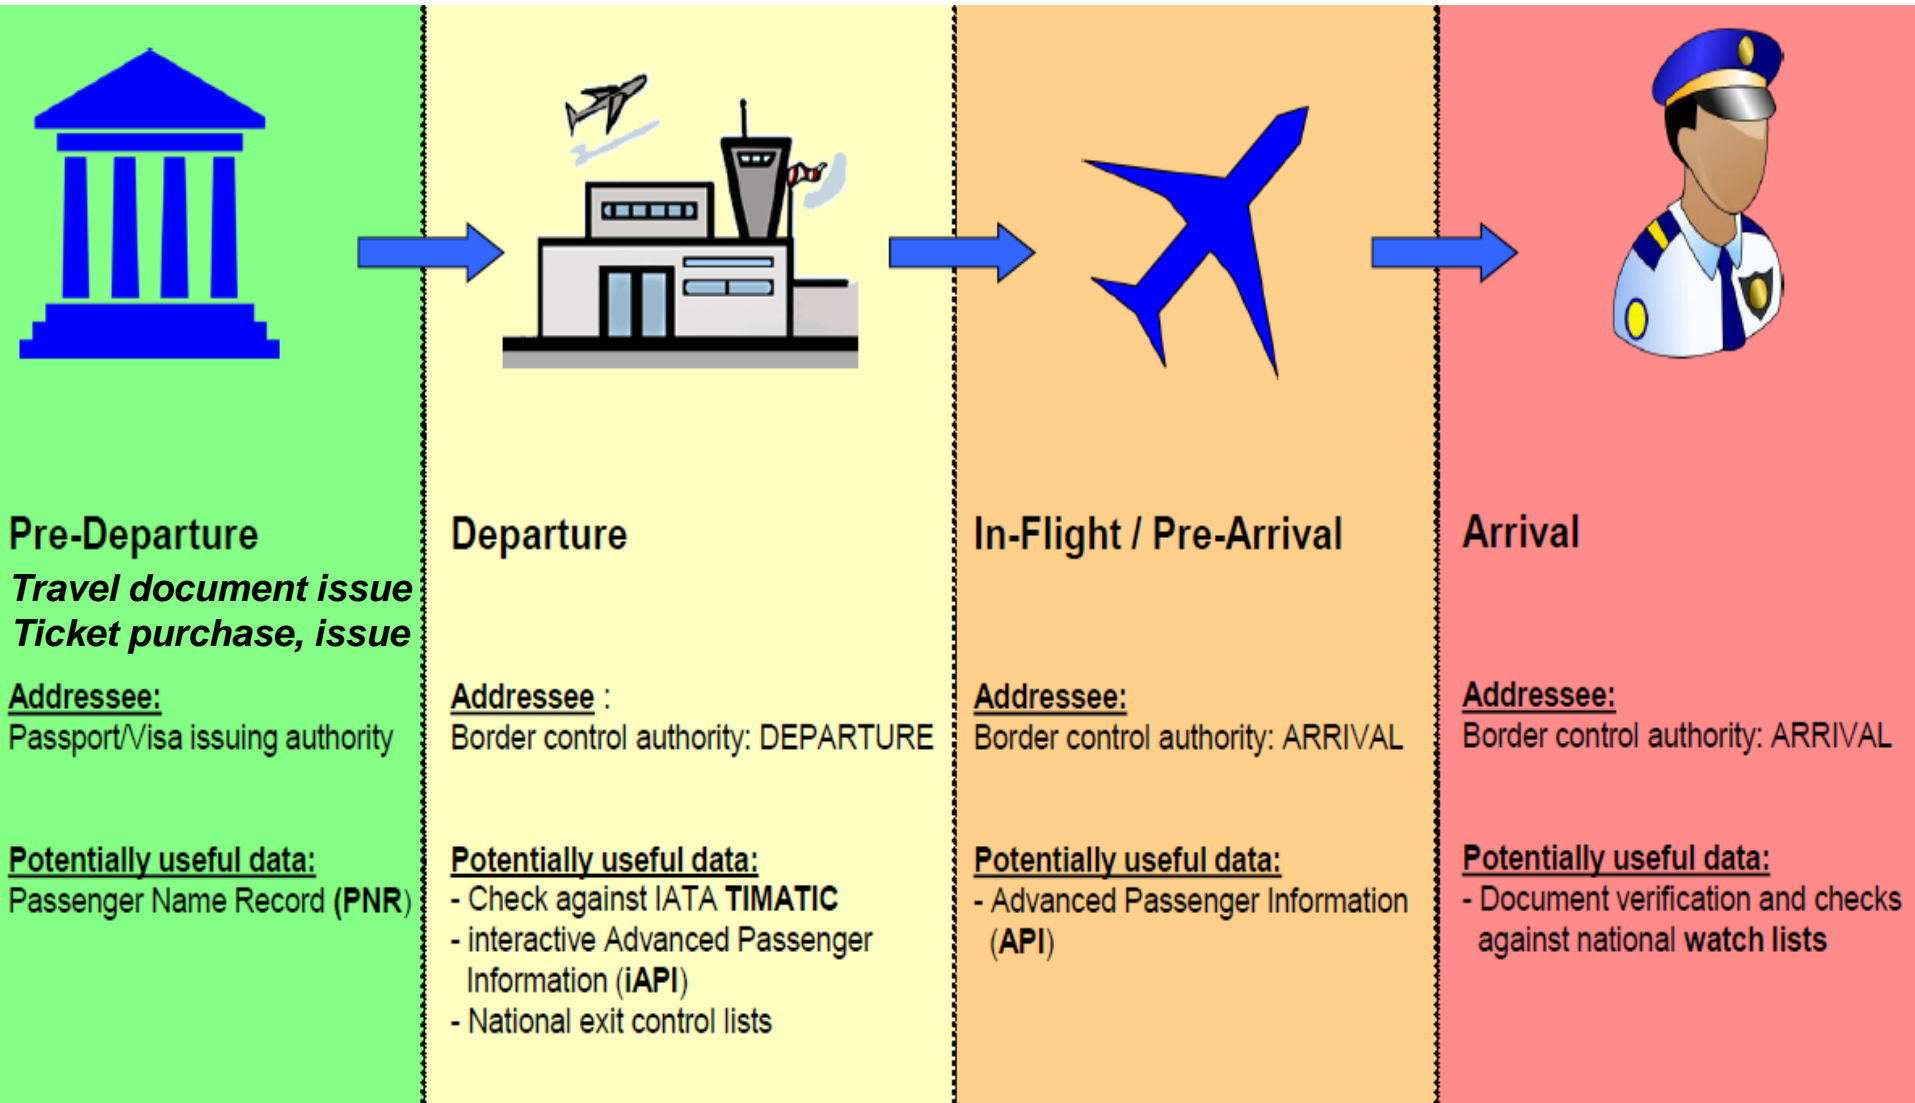 Pre-Departure
Travel document issue
Ticket purchase, issue
Addressee:
Passport/Visa issuing authority
Potentially useful data:
Passenger Name Record (PNR)
Departure
Addressee :
Border control authority: DEPARTURE
Potentially useful data:
- Check against IATA TIMATIC
- interactive Advanced Passenger
Information (iAPI)
- National exit control lists
In-Flight / Pre-Arrival
Addressee:
Border control authority: ARRIVAL
Potentially useful data:
- Advanced Passenger Information
(API)
Arrival
Addressee:
Border control authority: ARRIVAL
Potentially useful data:
- Document verification and checks
against national watch lists